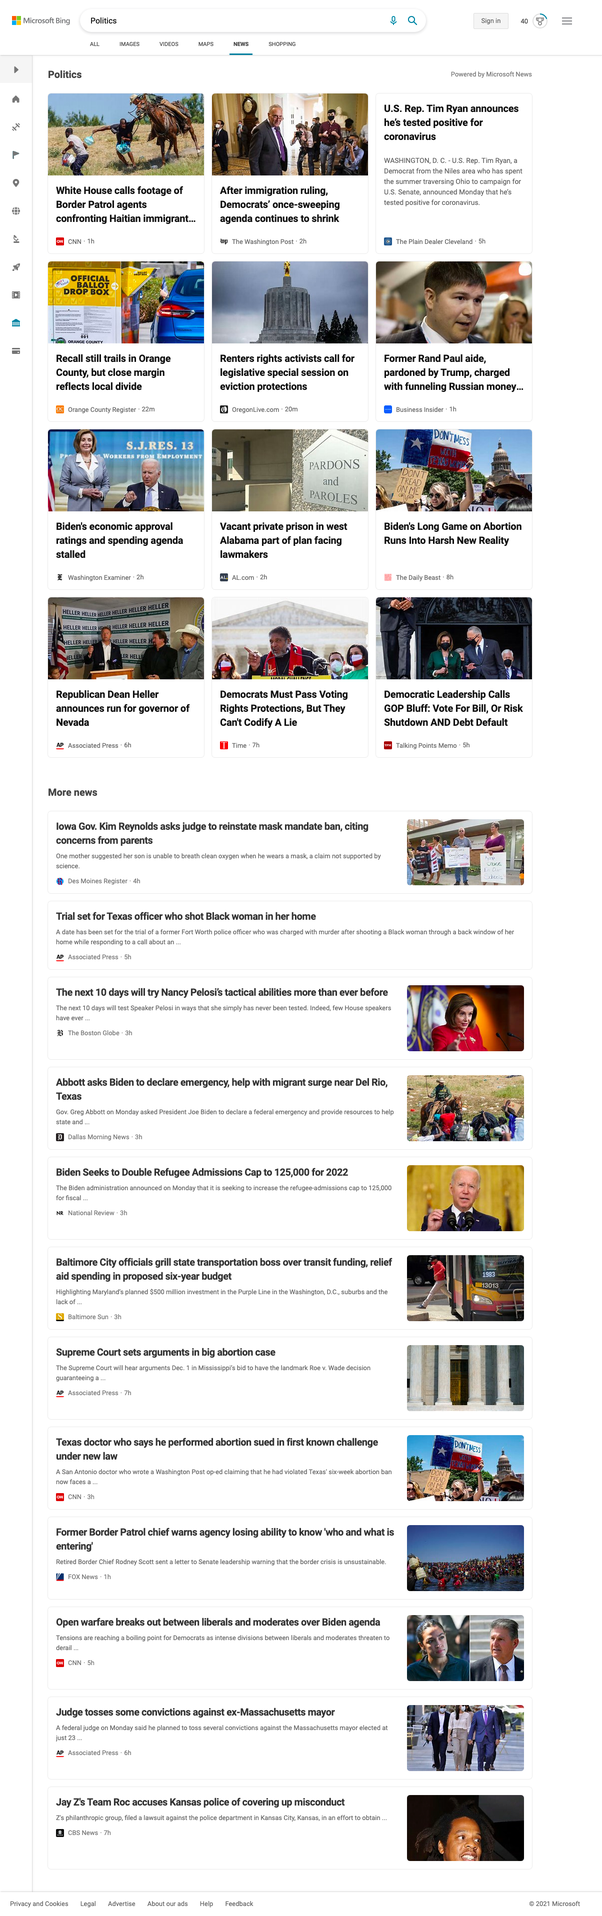 Microsoft Bing
Politics
Sign in
40
ALL IMAGES VIDEOS MAPS NEWS SHOPPING
Politics
Powered by Microsoft News
White House calls footage of
Border Patrol agents
confronting Haitian immigrant...
CNN · 1h
After immigration ruling,
Democrats' once-sweeping
agenda continues to shrink
The Washington Post · 2h
U.S. Rep. Tim Ryan announces
he's tested positive for
coronavirus
WASHINGTON, D. C. - U.S. Rep. Tim Ryan, a
Democrat from the Niles area who has spent
the summer traversing Ohio to campaign for
U.S. Senate, announced Monday that he's
tested positive for coronavirus.
The Plain Dealer Cleveland · 5h
OFFICIAL
BALLOT
DROP BOX
Recall still trails in Orange
County, but close margin
reflects local divide
Orange County Register · 22m
Renters rights activists call for
legislative special session on
eviction protections
OregonLive.com · 20m
Former Rand Paul aide,
pardoned by Trump, charged
with funneling Russian money...
Business Insider · 1h
S.J.RES. 13
Workers from Employment
Biden's economic approval
ratings and spending agenda
stalled
Washington Examiner · 2h
PARDONS
and
PAROLES
Vacant private prison in west
Alabama part of plan facing
lawmakers
AL.com · 2h
DON'T MESS
Biden's Long Game on Abortion
Runs Into Harsh New Reality
The Daily Beast · 8h
HELLER HELLER HELLER
Republican Dean Heller
announces run for governor of
Nevada
AP Associated Press · 6h
Democrats Must Pass Voting
Rights Protections, But They
Can't Codify A Lie
Time · 7h
Democratic Leadership Calls
GOP Bluff: Vote For Bill, Or Risk
Shutdown AND Debt Default
Talking Points Memo · 5h
More news
Iowa Gov. Kim Reynolds asks judge to reinstate mask mandate ban, citing
concerns from parents
One mother suggested her son is unable to breath clean oxygen when he wears a mask, a claim not supported by
science.
Des Moines Register · 4h
Trial set for Texas officer who shot Black woman in her home
A date has been set for the trial of a former Fort Worth police officer who was charged with murder after shooting a Black woman through a back window of her
home while responding to a call about an ...
AP Associated Press · 5h
The next 10 days will try Nancy Pelosi's tactical abilities more than ever before
The next 10 days will test Speaker Pelosi in ways that she simply has never been tested. Indeed, few House speakers
have ever ...
The Boston Globe · 3h
Abbott asks Biden to declare emergency, help with migrant surge near Del Rio,
Texas
Gov. Greg Abbott on Monday asked President Joe Biden to declare a federal emergency and provide resources to help
state and ...
Dallas Morning News · 3h
Biden Seeks to Double Refugee Admissions Cap to 125,000 for 2022
The Biden administration announced on Monday that it is seeking to increase the refugee-admissions cap to 125,000
for fiscal ...
NR National Review · 3h
Baltimore City officials grill state transportation boss over transit funding, relief
aid spending in proposed six-year budget
Highlighting Maryland's planned $500 million investment in the Purple Line in the Washington, D.C., suburbs and the
lack of ...
Baltimore Sun · 3h
1983
13013
Supreme Court sets arguments in big abortion case
The Supreme Court will hear arguments Dec. 1 in Mississippi's bid to have the landmark Roe v. Wade decision
guaranteeing a ...
AP Associated Press · 7h
Texas doctor who says he performed abortion sued in first known challenge
under new law
A San Antonio doctor who wrote a Washington Post op-ed claiming that he had violated Texas' six-week abortion ban
now faces a ...
CNN · 3h
DON'T MESS
Former Border Patrol chief warns agency losing ability to know 'who and what is
entering'
Retired Border Chief Rodney Scott sent a letter to Senate leadership warning that the border crisis is unsustainable.
FOX News · 1h
Open warfare breaks out between liberals and moderates over Biden agenda
Tensions are reaching a boiling point for Democrats as intense divisions between liberals and moderates threaten to
derail ...
CNN · 5h
Judge tosses some convictions against ex-Massachusetts mayor
A federal judge on Monday said he planned to toss several convictions against the Massachusetts mayor elected at
just 23 ...
AP Associated Press · 6h
Jay Z's Team Roc accuses Kansas police of covering up misconduct
Z's philanthropic group, filed a lawsuit against the police department in Kansas City, Kansas, in an effort to obtain ...
CBS News · 7h
Privacy and Cookies Legal Advertise About our ads Help Feedback
© 2021 Microsoft